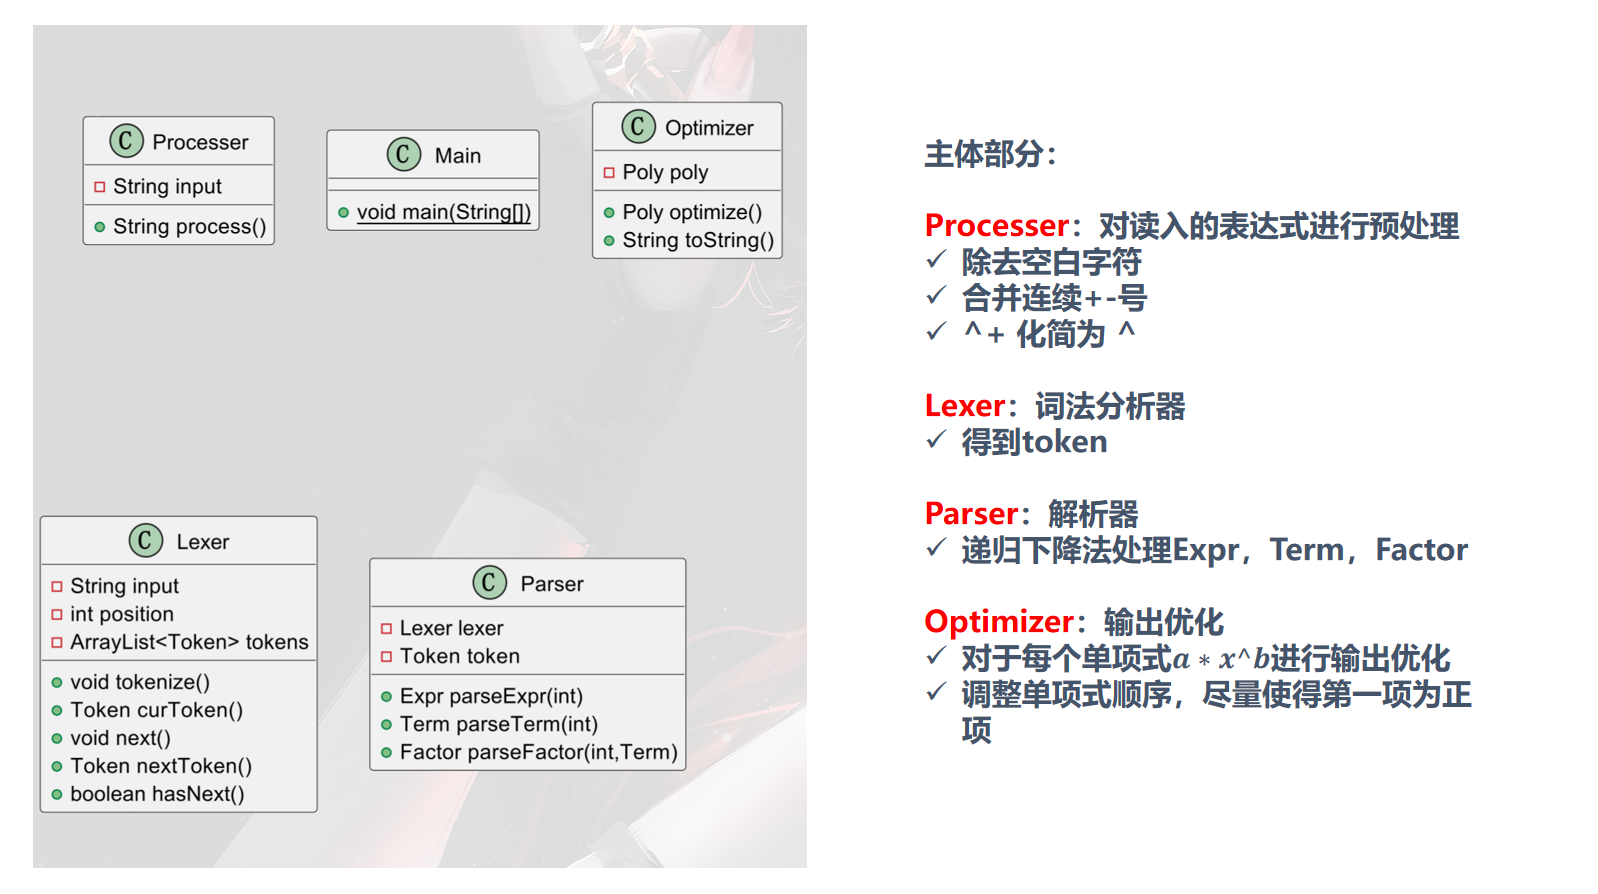 C Processer
String input
String process()
C Main
void main(String[])
C Optimizer
Poly poly
Poly optimize()
String toString()
C Lexer
String input
int position
ArrayList<Token> tokens
void tokenize()
Token curToken()
void next()
Token nextToken()
boolean hasNext()
C Parser
Lexer lexer
Token token
Expr parseExpr(int)
Term parseTerm(int)
Factor parseFactor(int,Term)
主体部分：
Processer：对读入的表达式进行预处理
✓ 除去空白字符
✓ 合并连续+-号
✓ ^+ 化简为 ^
Lexer：词法分析器
✓ 得到token
Parser：解析器
✓ 递归下降法处理Expr，Term，Factor
Optimizer：输出优化
✓ 对于每个单项式a ∗ x^b进行输出优化
✓ 调整单项式顺序，尽量使得第一项为正
项